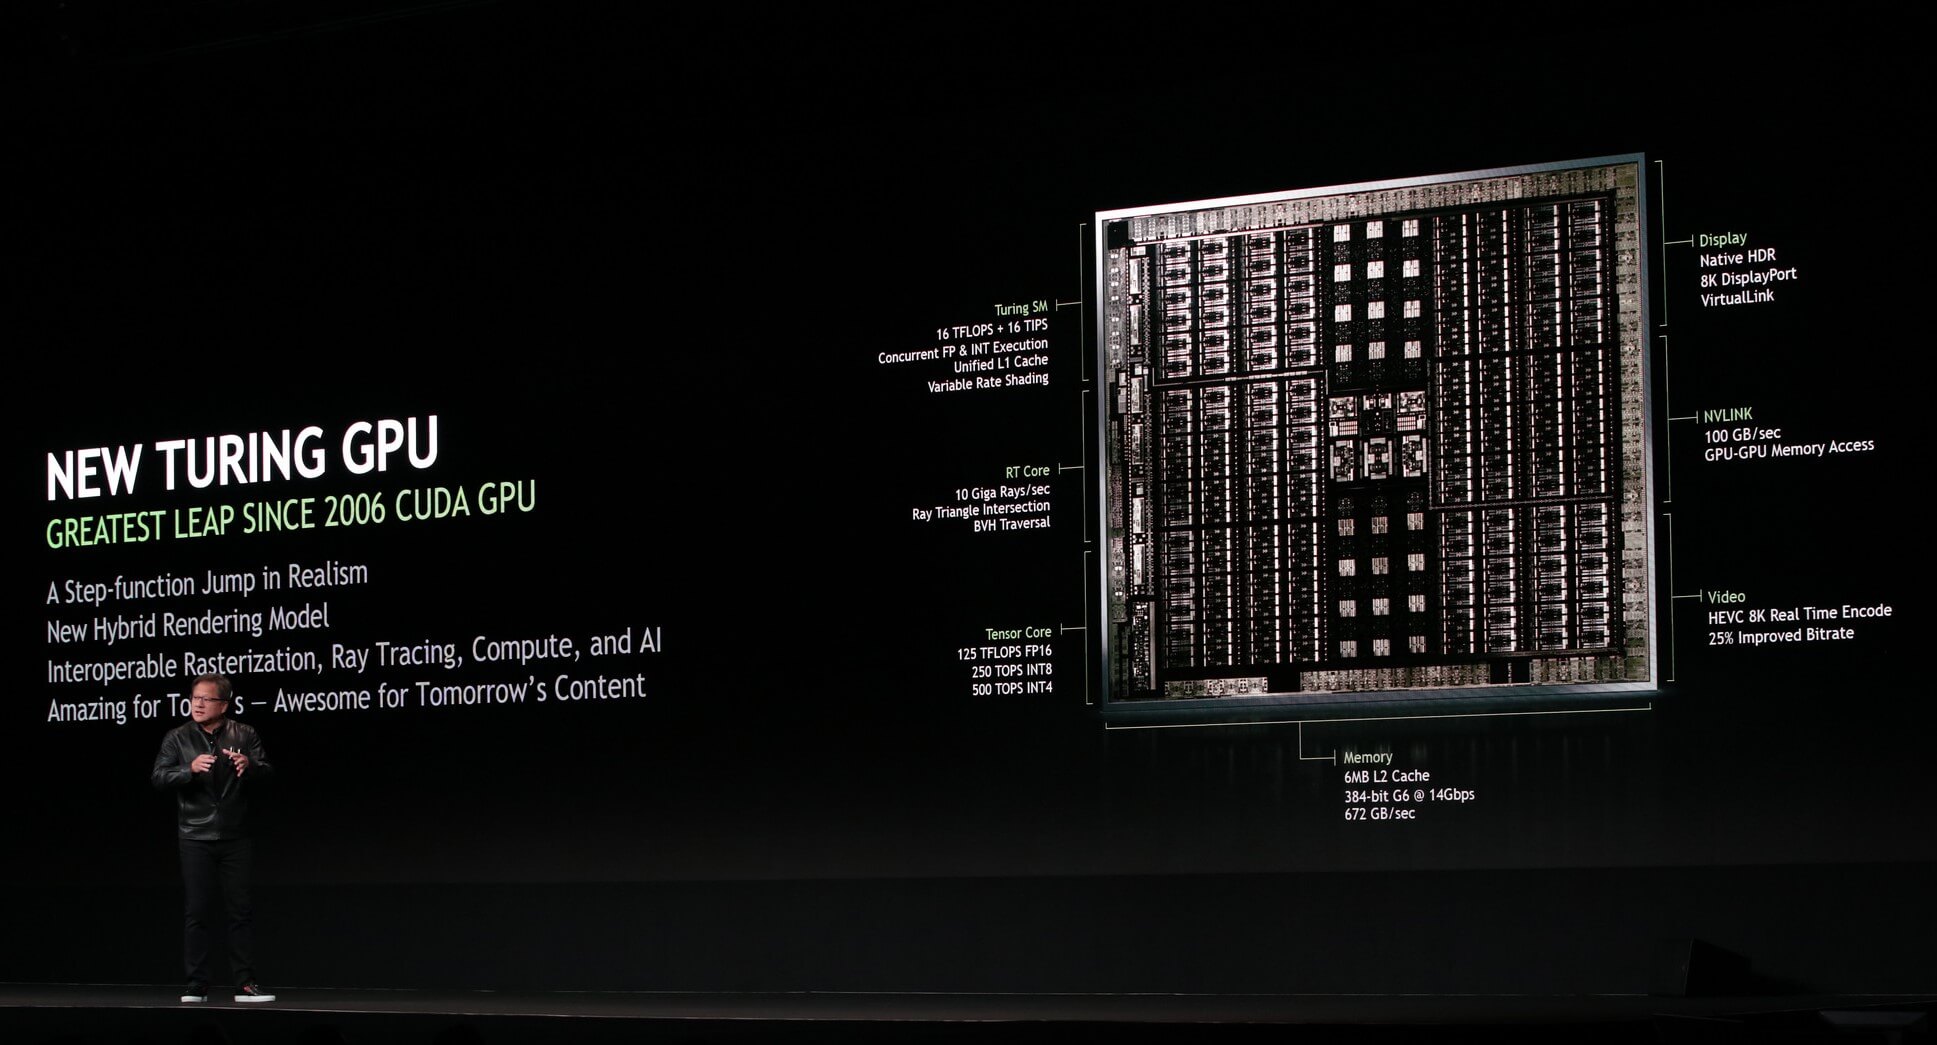 NEW TURING GPU
GREATEST LEAP SINCE 2006 CUDA GPU
A Step-function Jump in Realism
New Hybrid Rendering Model
Interoperable Rasterization, Ray Tracing, Compute, and AI
Amazing for — Awesome for Tomorrow's Content
Turing SM
16 TFLOPS + 16 TIPS
Concurrent FP & INT Execution
Unified L1 Cache
Variable Rate Shading
RT Core
10 Giga Rays/sec
Ray Triangle Intersection
BVH Traversal
Tensor Core
125 TFLOPS FP16
250 TOPS INT8
500 TOPS INT4
Display
Native HDR
8K DisplayPort
VirtualLink
NVLINK
100 GB/sec
GPU-GPU Memory Access
Video
HEVC 8K Real Time Encode
25% Improved Bitrate
Memory
6MB L2 Cache
384-bit G6 @ 14Gbps
672 GB/sec